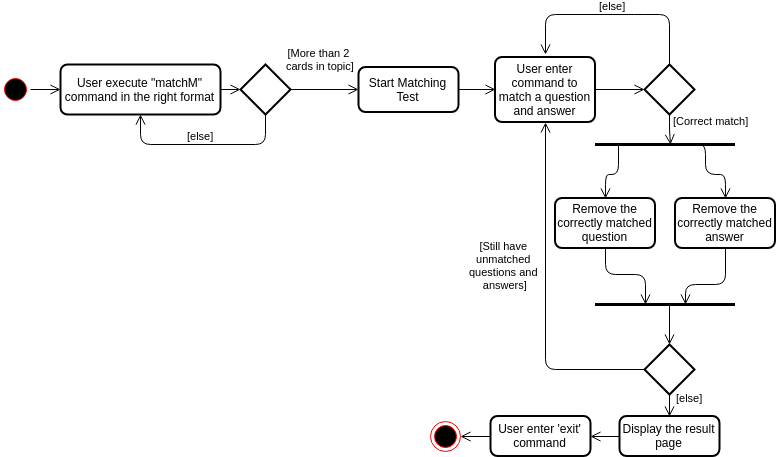 [else]
User execute "matchM"
command in the right format
[More than 2
cards in topic]
Start Matching
Test
User enter
command to
match a question
and answer
[else]
[Correct match]
Remove the
correctly matched
question
Remove the
correctly matched
answer
[Still have
unmatched
questions and
answers]
[else]
User enter 'exit'
command
Display the result
page